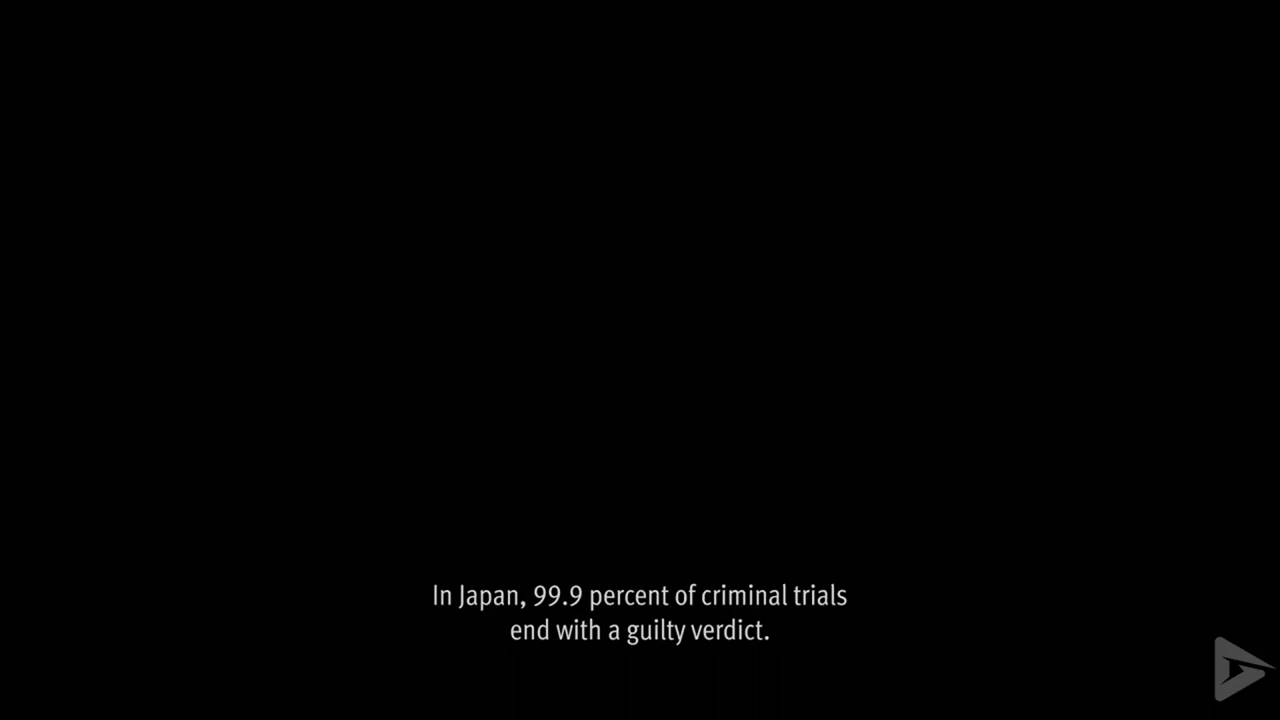 In Japan, 99.9 percent of criminal trials
end with a guilty verdict.